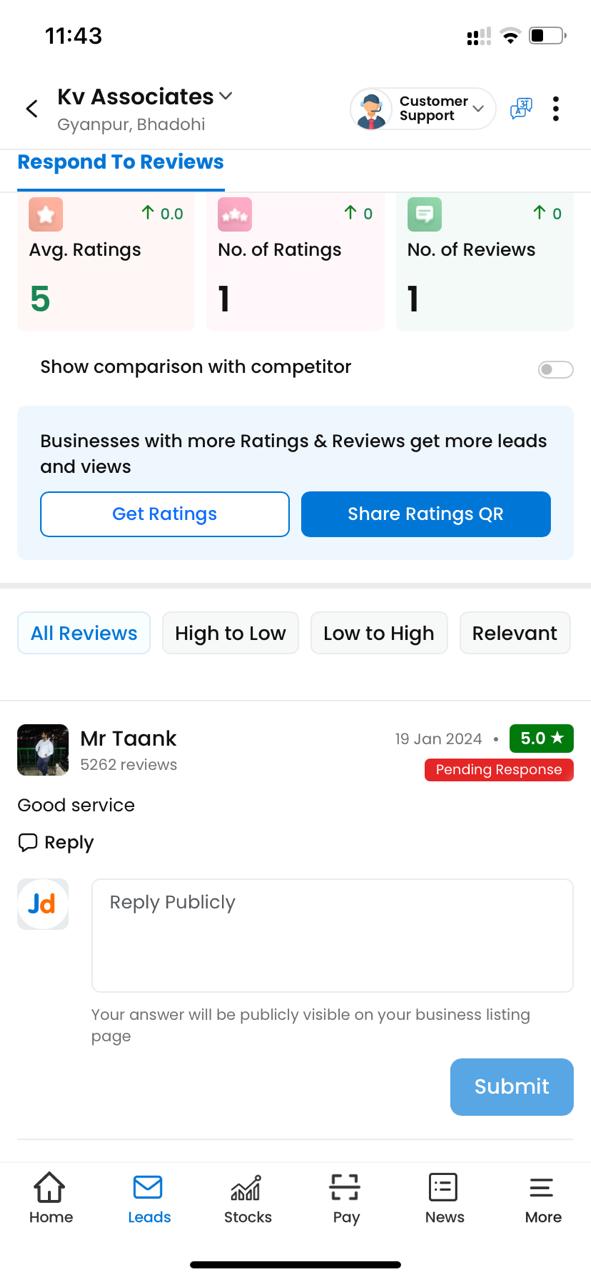 11:43
Kv Associates
Gyanpur, Bhadohi
Customer
Support
अ
Respond To Reviews
↑ 0.0
Avg. Ratings
5
↑ 0
No. of Ratings
1
↑ 0
No. of Reviews
1
Show comparison with competitor
Businesses with more Ratings & Reviews get more leads
and views
Get Ratings
Share Ratings QR
All Reviews
High to Low
Low to High
Relevant
Mr Taank
19 Jan 2024 • 5.0 ★
5262 reviews
Pending Response
Good service
Reply
Jd
Reply Publicly
Your answer will be publicly visible on your business listing
page
Submit
Home
Leads
Stocks
Pay
News
More